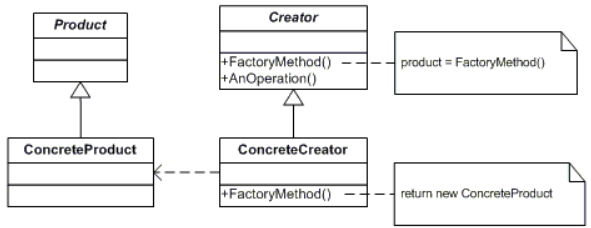 Product
Creator
+FactoryMethod()
+AnOperation()
product = FactoryMethod()
ConcreteProduct
ConcreteCreator
+FactoryMethod()
return new ConcreteProduct